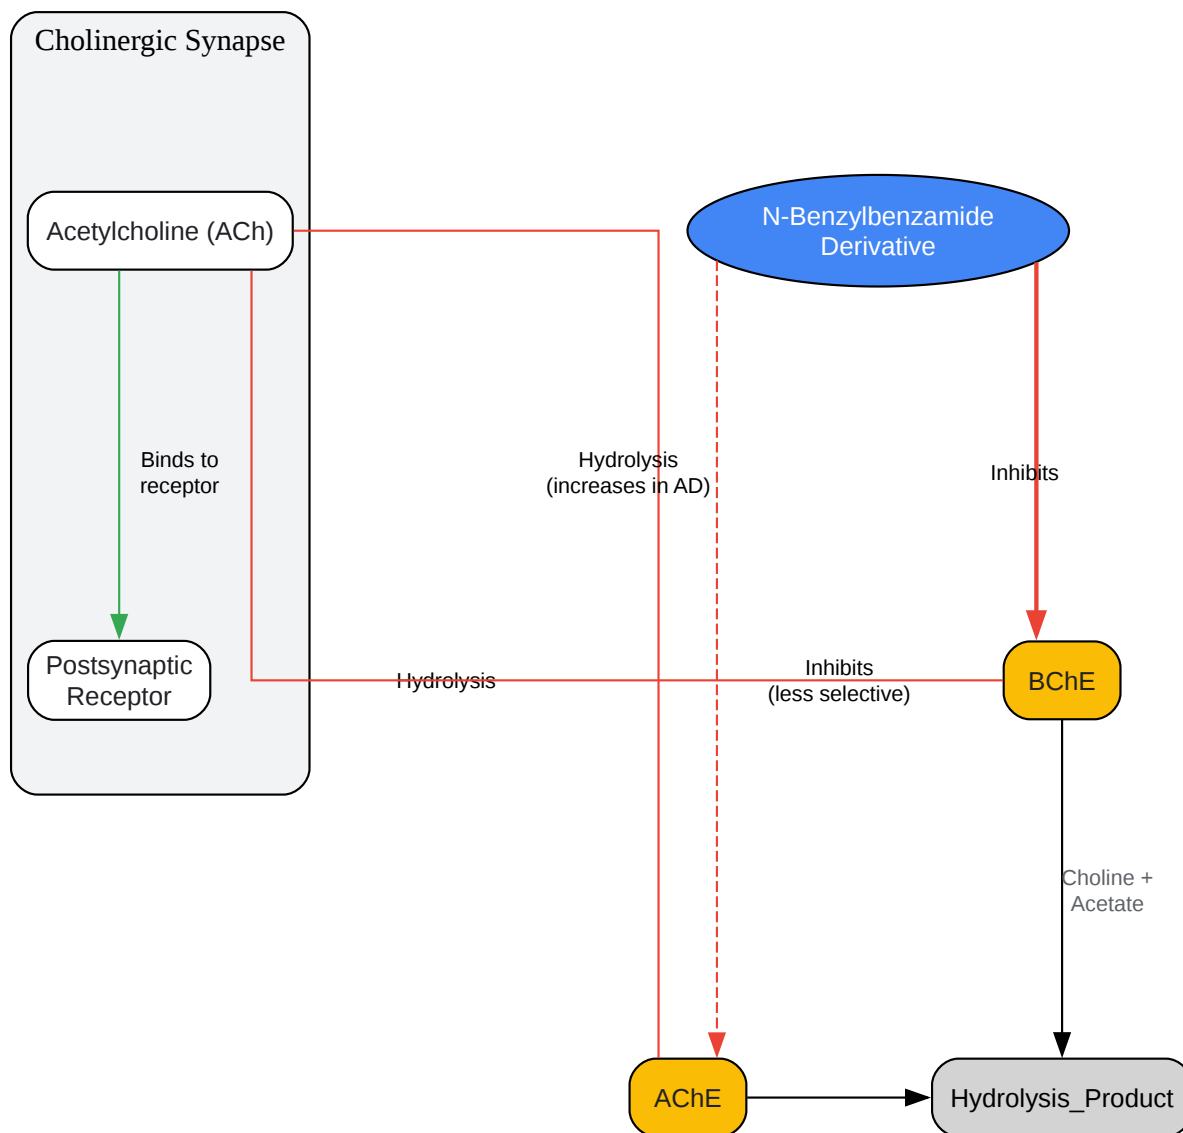 Cholinergic Synapse
Acetylcholine (ACh)
N-Benzylbenzamide
Derivative
Binds to
receptor
Hydrolysis
(increases in AD)
Inhibits
Postsynaptic
Receptor
Hydrolysis
Inhibits
(less selective)
BChE
Choline +
Acetate
AChE
Hydrolysis_Product